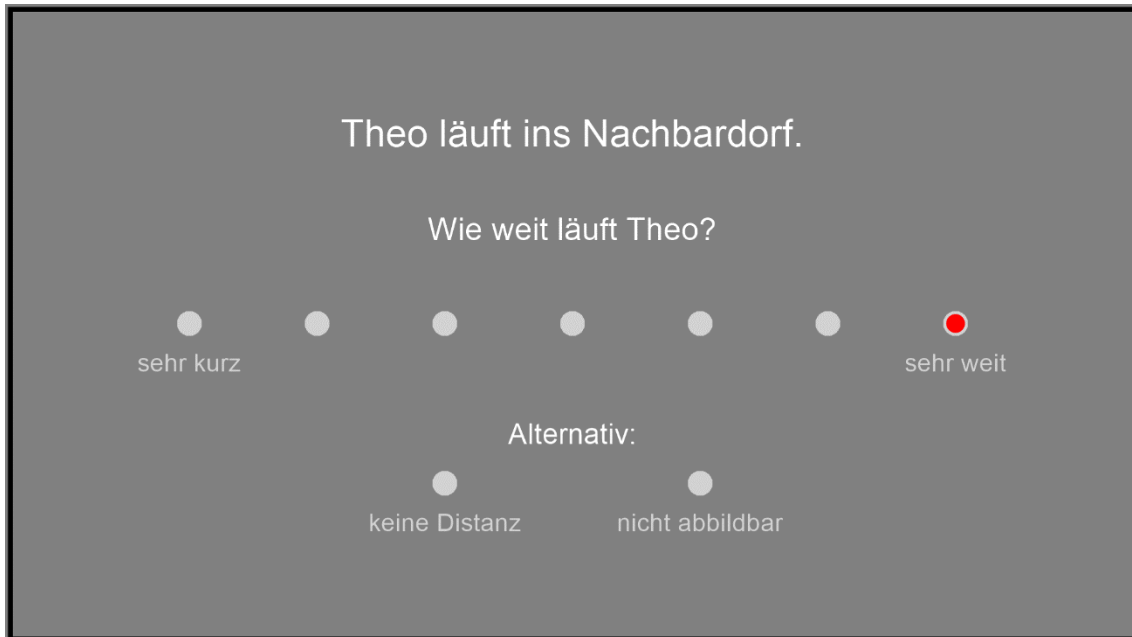 Theo läuft ins Nachbardorf.
Wie weit läuft Theo?
sehr kurz sehr weit
Alternativ:
keine Distanz nicht abbildbar